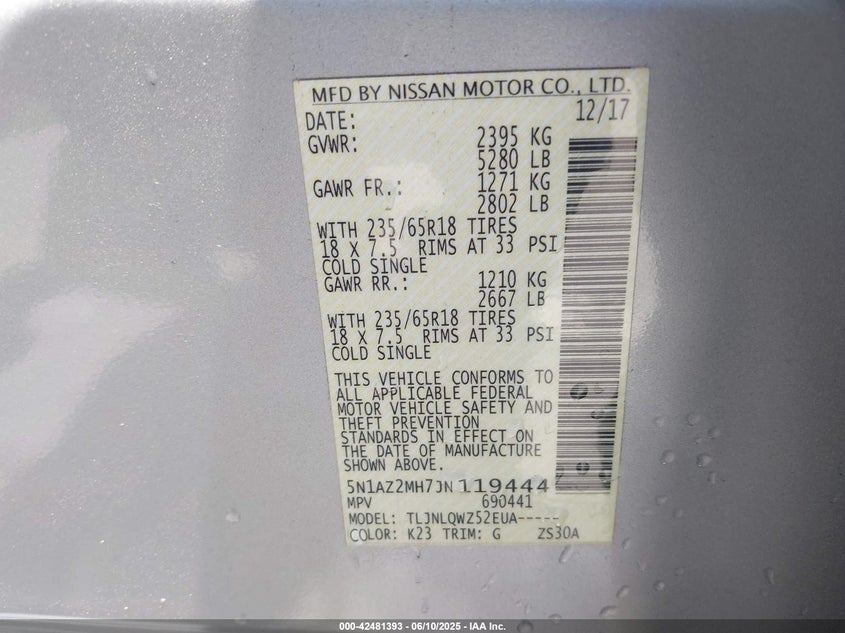 MFD BY NISSAN MOTOR CO., LTD.
DATE: 12/17
GVWR: 2395 KG
5280 LB
GAWR FR.: 1271 KG
2802 LB
WITH 235/65R18 TIRES
18 X 7.5 RIMS AT 33 PSI
COLD SINGLE
GAWR RR.: 1210 KG
2667 LB
WITH 235/65R18 TIRES
18 X 7.5 RIMS AT 33 PSI
COLD SINGLE
THIS VEHICLE CONFORMS TO
ALL APPLICABLE FEDERAL
MOTOR VEHICLE SAFETY AND
THEFT PREVENTION
STANDARDS IN EFFECT ON
THE DATE OF MANUFACTURE
SHOWN ABOVE.
5N1AZ2MH7JN119444
MPV 690441
MODEL: TLJNLQWZ52EUA-----
COLOR: K23 TRIM: G ZS30A
000-42481393 - 06/10/2025 - IAA Inc.